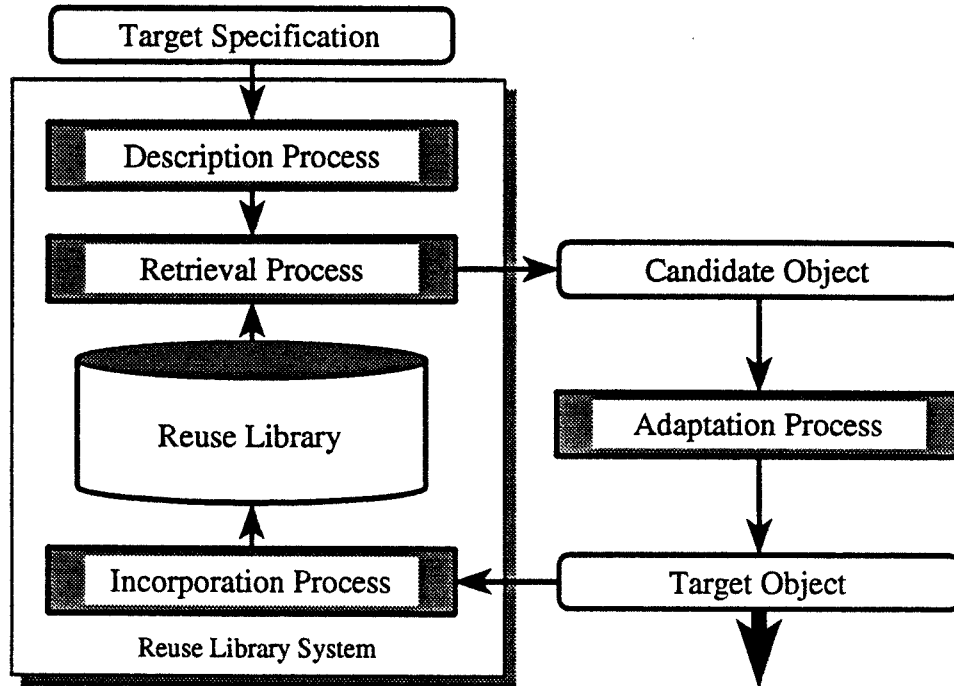 Target Specification
Description Process
Retrieval Process
Candidate Object
Reuse Library
Adaptation Process
Incorporation Process
Target Object
Reuse Library System